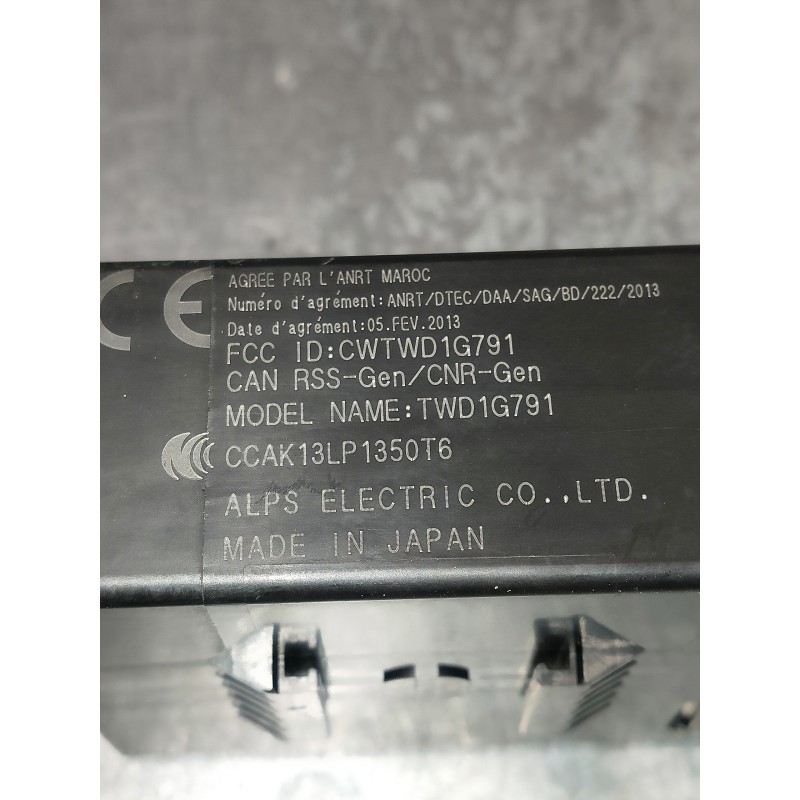 CE
AGREE PAR L'ANRT MAROC
Numéro d'agrément:ANRT/DTEC/DAA/SAG/BD/222/2013
Date d'agrément:05.FEV.2013
FCC ID:CWTWD1G791
CAN RSS-Gen/CNR-Gen
MODEL NAME:TWD1G791
CCAK13LP1350T6
ALPS ELECTRIC CO.,LTD.
MADE IN JAPAN